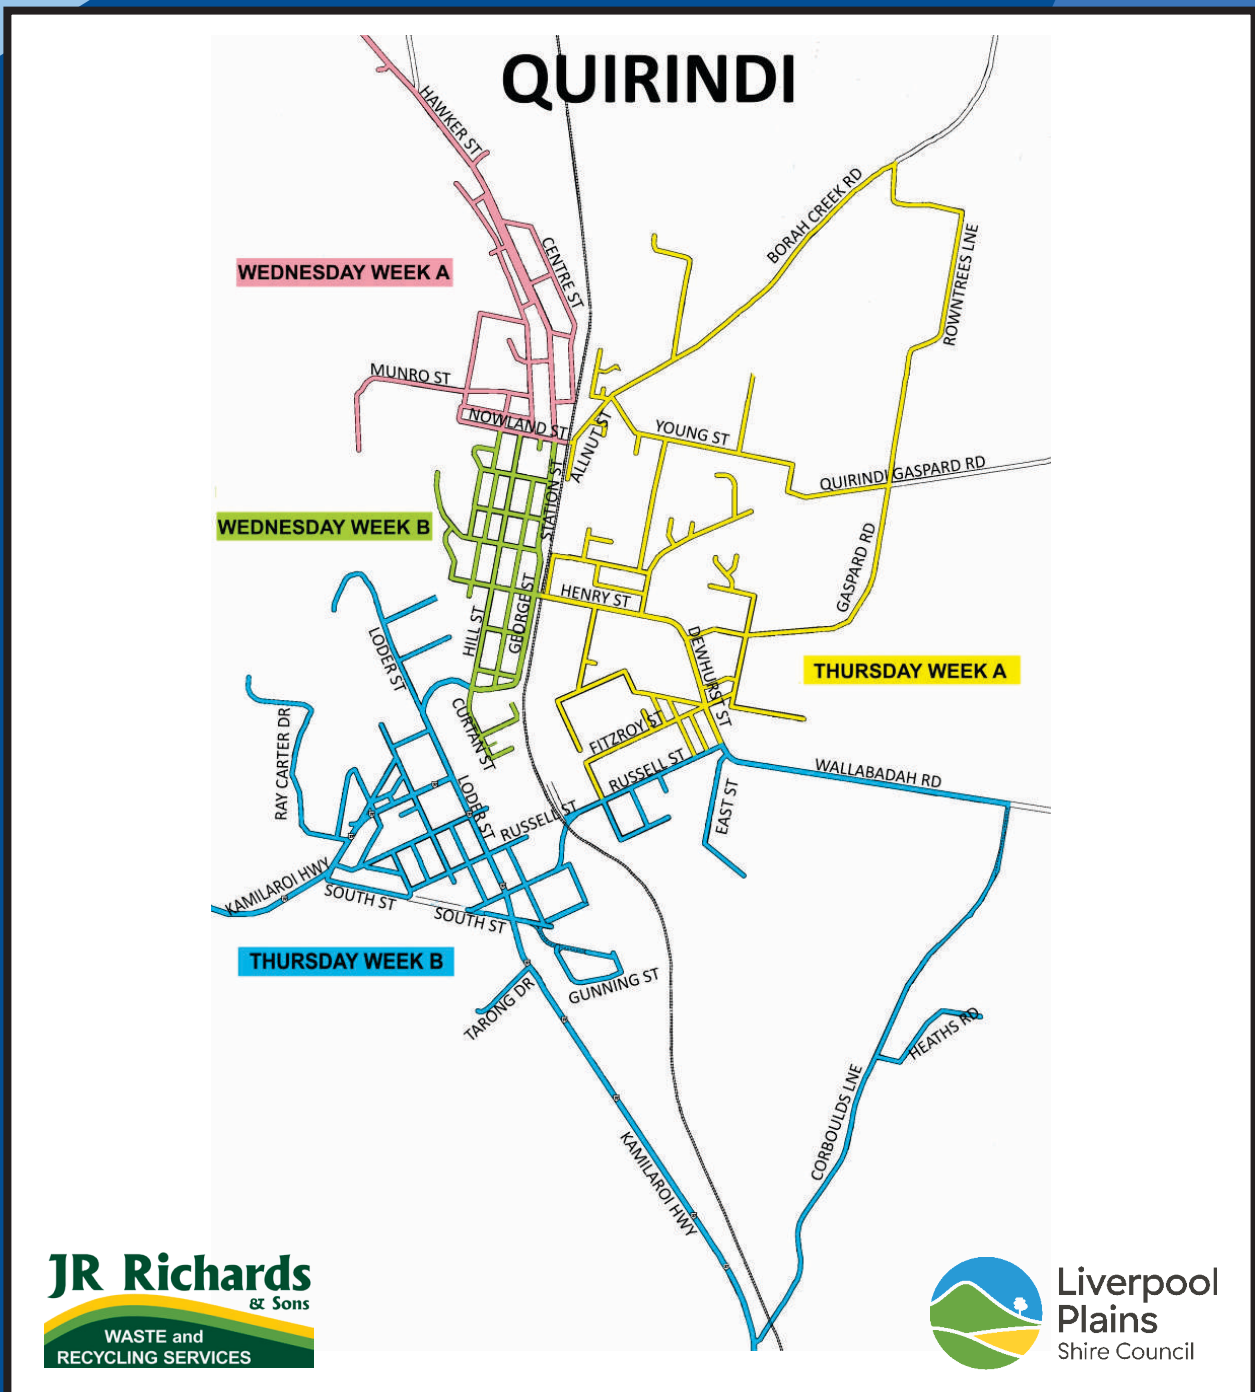 QUIRINDI
HAWKER ST
BORAH CREEK RD
CENTRE ST
ROWNTREES LNE
WEDNESDAY WEEK A
MUNRO ST
NOWLAND ST
ALLNUT ST
YOUNG ST
QUIRINDI GASPARD RD
STATION ST
WEDNESDAY WEEK B
GASPARD RD
HENRY ST
GEORGE ST
HILL ST
LODER ST
DEWHURST ST
THURSDAY WEEK A
CURTAN ST
RAY CARTER DR
FITZROY ST
RUSSELL ST
WALLABADAH RD
EAST ST
LODER ST
RUSSELL ST
KAMILAROI HWY
SOUTH ST
SOUTH ST
THURSDAY WEEK B
GUNNING ST
TARONG DR
HEATHS RD
CORBOULDS LNE
KAMILAROI HWY
JR Richards
& Sons
WASTE and
RECYCLING SERVICES
Liverpool
Plains
Shire Council